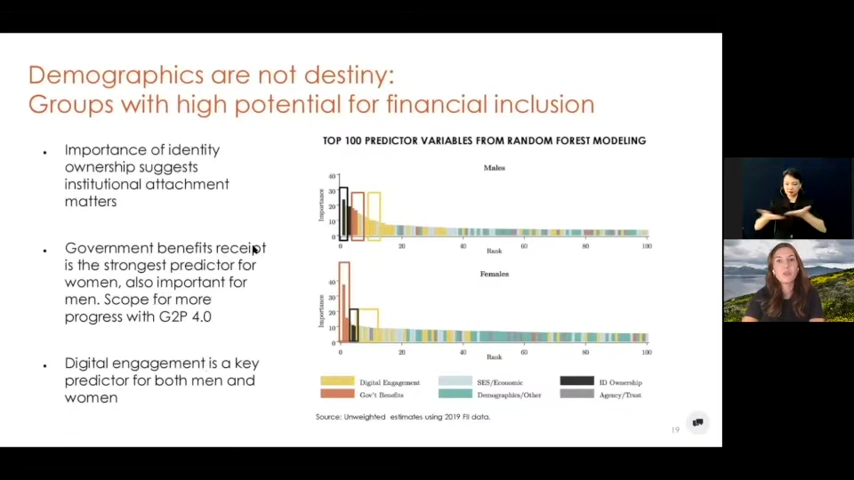 Demographics are not destiny:
Groups with high potential for financial inclusion
• Importance of identity
ownership suggests
institutional attachment
matters
• Government benefits receipt
is the strongest predictor for
women, also important for
men. Scope for more
progress with G2P 4.0
• Digital engagement is a key
predictor for both men and
women
TOP 100 PREDICTOR VARIABLES FROM RANDOM FOREST MODELING
Males
Importance
40
30
20
10
0
0 20 40 60 80 100
Rank
Females
Importance
40
30
20
10
0
0 20 40 60 80 100
Rank
Digital Engagement
SES/Economic
ID Ownership
Gov't Benefits
Demographics/Other
Agency/Trust
Source: Unweighted estimates using 2019 FII data.
19